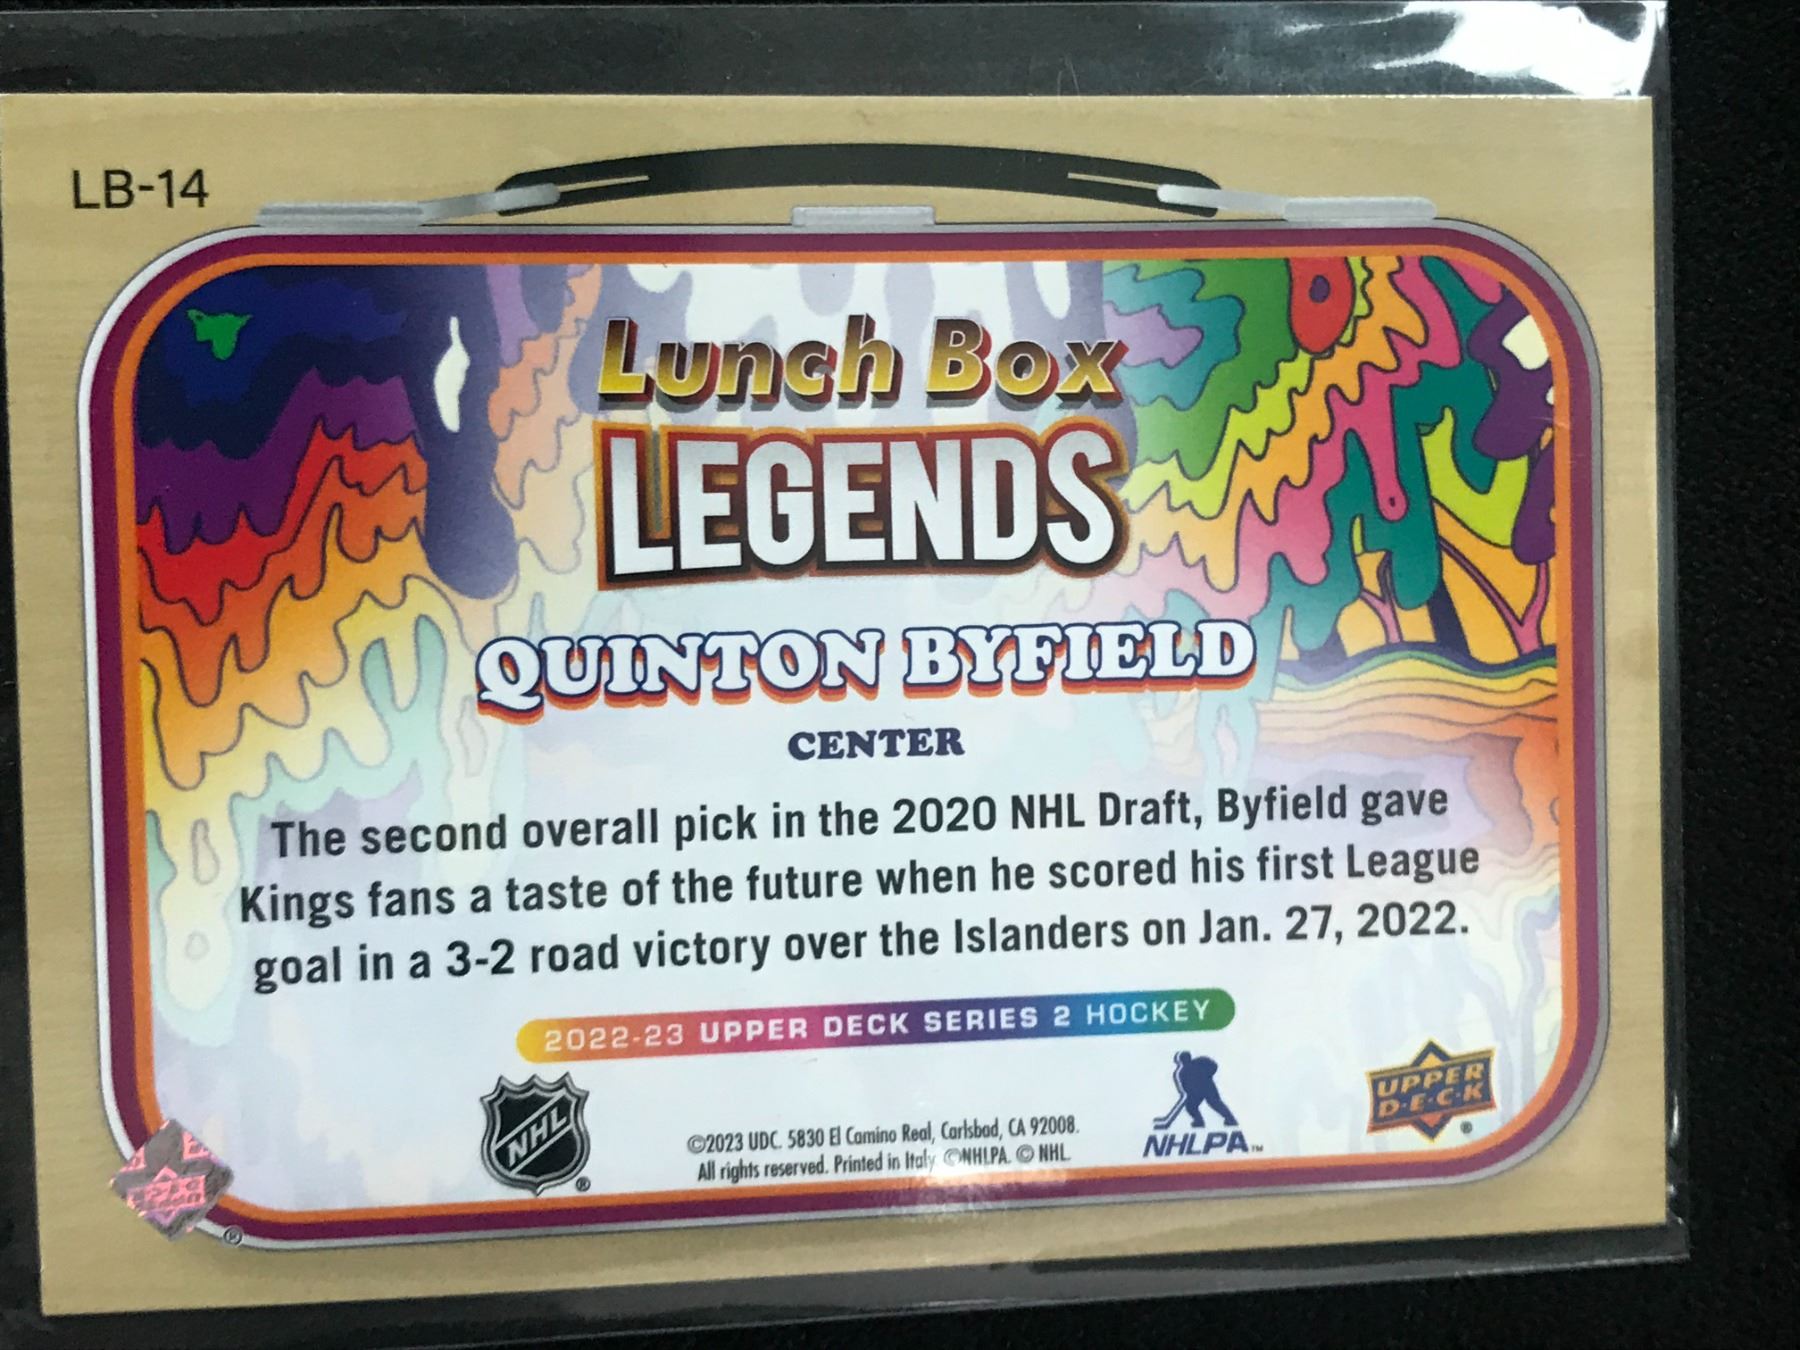 LB-14
Lunch Box
LEGENDS
QUINTON BYFIELD
CENTER
The second overall pick in the 2020 NHL Draft, Byfield gave
Kings fans a taste of the future when he scored his first League
goal in a 3-2 road victory over the Islanders on Jan. 27, 2022.
2022-23 UPPER DECK SERIES 2 HOCKEY
NHL ®
©2023 UDC. 5830 El Camino Real, Carlsbad, CA 92008.
All rights reserved. Printed in Italy ©NHLPA. © NHL
NHLPA™
UPPER
D·E·C·K ®
®